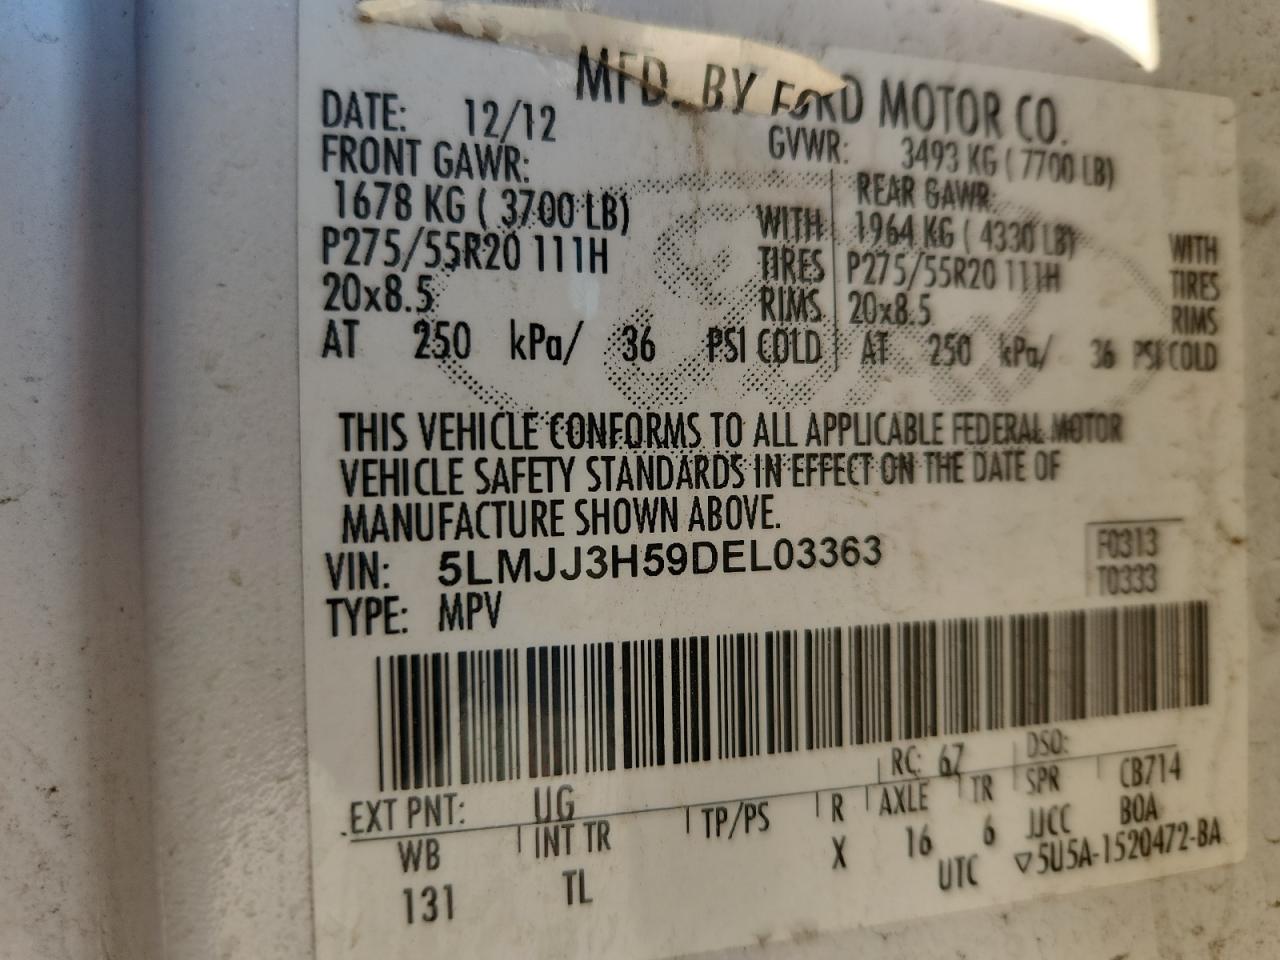 MFD. BY FORD MOTOR CO.
DATE: 12/12
GVWR: 3493 KG ( 7700 LB)
FRONT GAWR:
1678 KG ( 3700 LB)
P275/55R20 111H
20x8.5
WITH
TIRES
RIMS
AT 250 kPa/ 36 PSI COLD
REAR GAWR:
1964 KG ( 4330 LB)
P275/55R20 111H
20x8.5
WITH
TIRES
RIMS
AT 250 kPa/ 36 PSI COLD
THIS VEHICLE CONFORMS TO ALL APPLICABLE FEDERAL MOTOR
VEHICLE SAFETY STANDARDS IN EFFECT ON THE DATE OF
MANUFACTURE SHOWN ABOVE.
VIN: 5LMJJ3H59DEL03363
TYPE: MPV
F0313
T0333
EXT PNT: UG
RC: 67
DSO:
WB
INT TR
TP/PS
R
AXLE
TR
SPR
CB714
131
TL
X
16
6
JJCC
BOA
UTC
▽5U5A-1520472-BA